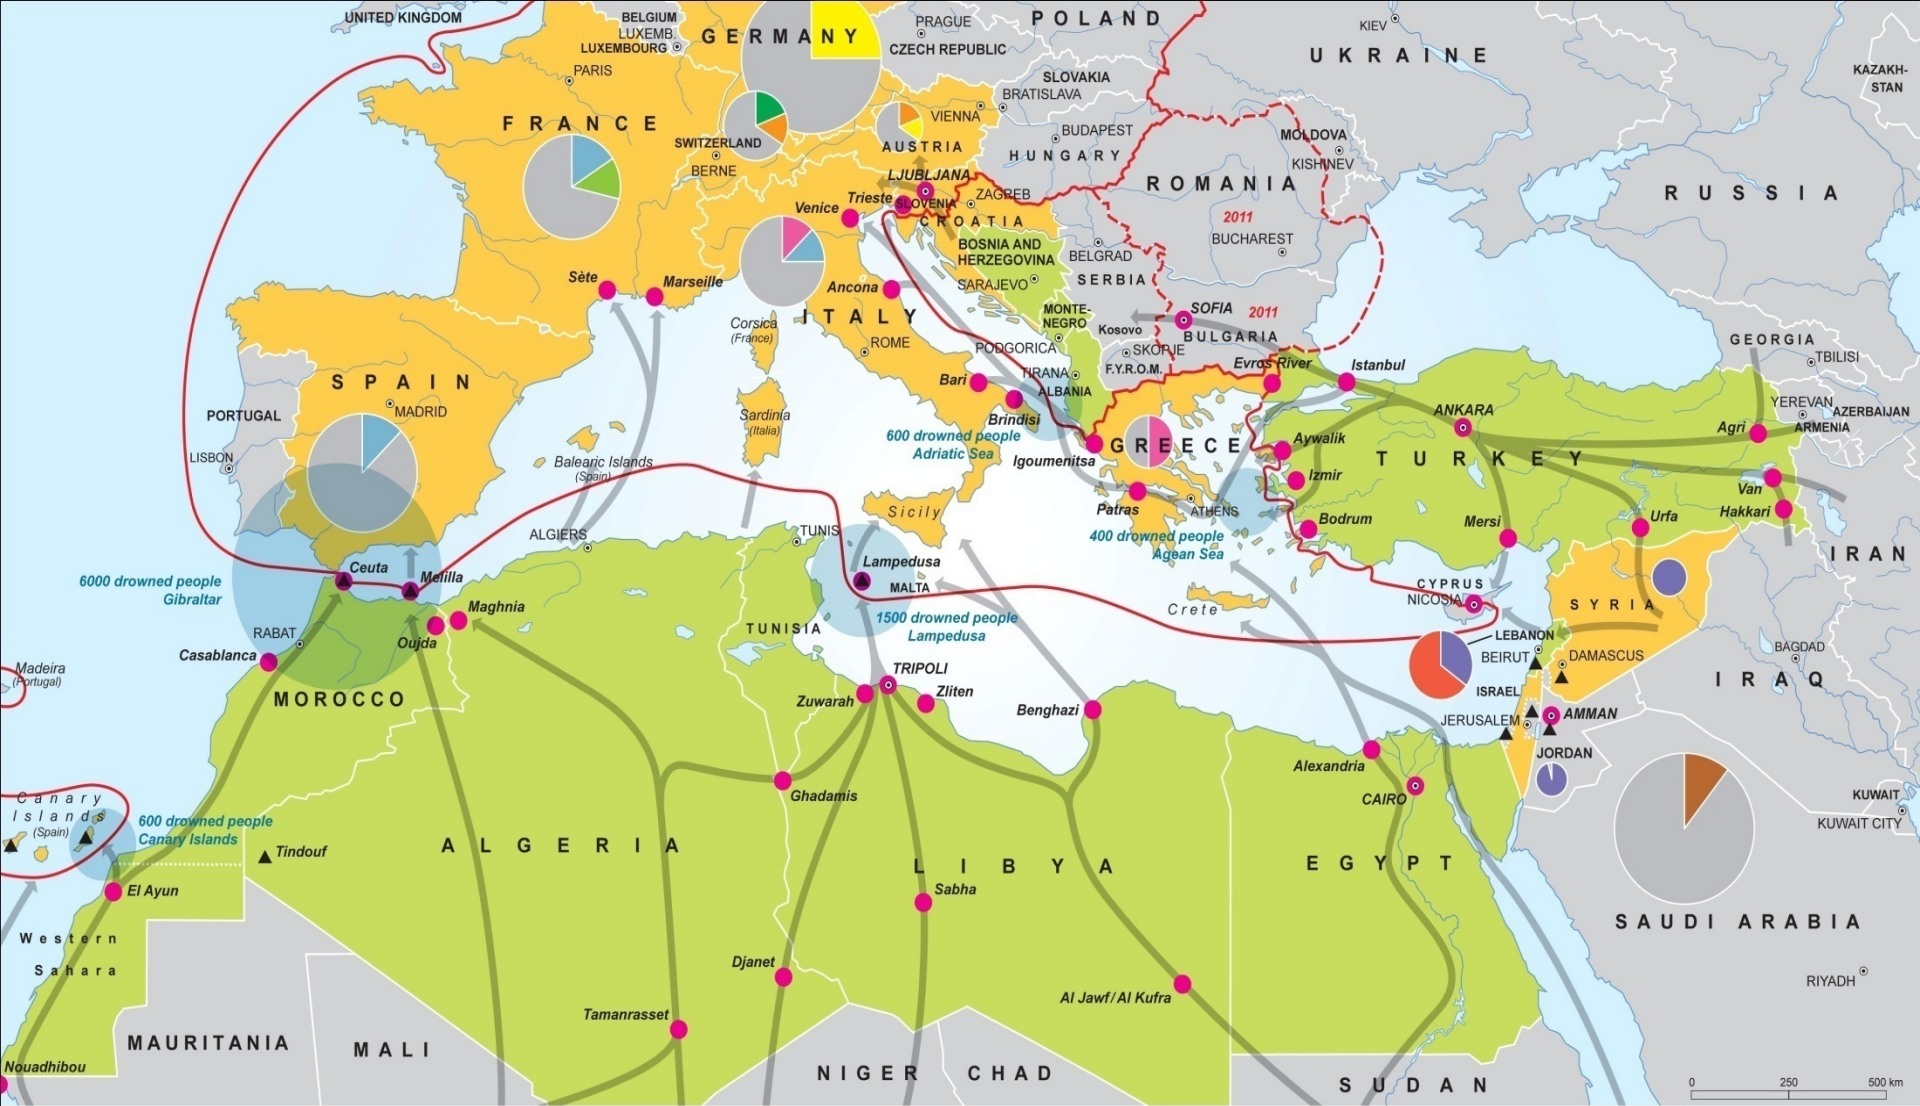 UNITED KINGDOM
BELGIUM
LUXEMB.
LUXEMBOURG
GERMANY
PRAGUE
CZECH REPUBLIC
POLAND
KIEV
UKRAINE
KAZAKH-
STAN
PARIS
SLOVAKIA
BRATISLAVA
VIENNA
FRANCE
SWITZERLAND
BERNE
AUSTRIA
BUDAPEST
HUNGARY
MOLDOVA
KISHINEV
LJUBLJANA
ROMANIA
RUSSIA
Venice
Trieste
SLOVENIA
ZAGREB
CROATIA
2011
BUCHAREST
BOSNIA AND
HERZEGOVINA
BELGRAD
SERBIA
SARAJEVO
Sète
Marseille
Ancona
ITALY
Corsica
(France)
ROME
MONTE-
NEGRO
Kosovo
SOFIA
2011
BULGARIA
PODGORICA
SKOPJE
F.Y.R.O.M.
TIRANA
ALBANIA
Evros River
Istanbul
GEORGIA
TBILISI
SPAIN
MADRID
PORTUGAL
LISBON
Bari
Brindisi
600 drowned people
Adriatic Sea
Igoumenitsa
GREECE
Sardinia
(Italia)
Balearic Islands
(Spain)
ANKARA
YEREVAN
AZERBAIJAN
ARMENIA
Agri
Aywalik
TURKEY
Izmir
Van
Hakkari
Patras
ATHENS
Bodrum
Mersi
Urfa
Sicily
400 drowned people
Agean Sea
IRAN
ALGIERS
TUNIS
Ceuta
Melilla
6000 drowned people
Gibraltar
Lampedusa
MALTA
1500 drowned people
Lampedusa
Crete
CYPRUS
NICOSIA
SYRIA
Maghnia
Oujda
RABAT
Casablanca
TUNISIA
LEBANON
BEIRUT
DAMASCUS
BAGDAD
Madeira
(Portugal)
MOROCCO
TRIPOLI
Zuwarah
Zliten
Benghazi
ISRAEL
JERUSALEM
AMMAN
JORDAN
IRAQ
Alexandria
CAIRO
Ghadamis
Canary
Islands
(Spain)
600 drowned people
Canary Islands
KUWAIT
KUWAIT CITY
Tindouf
ALGERIA
LIBYA
EGYPT
El Ayun
Sabha
SAUDI ARABIA
Western
Sahara
Djanet
RIYADH
Al Jawf/Al Kufra
Tamanrasset
MAURITANIA
MALI
NIGER
CHAD
SUDAN
Nouadhibou
0 250 500 km